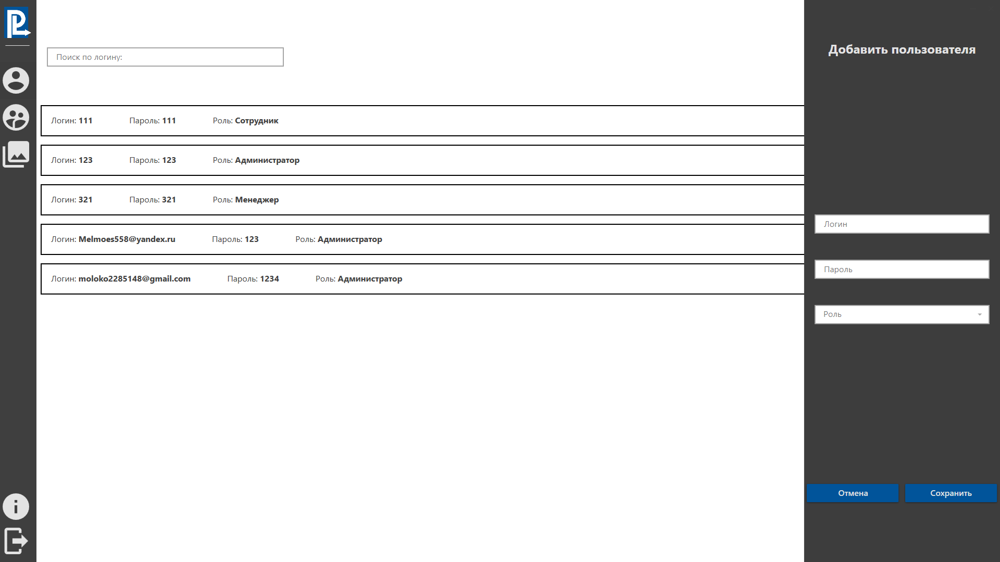 PL
Поиск по логину:
Логин: 111 Пароль: 111 Роль: Сотрудник
Логин: 123 Пароль: 123 Роль: Администратор
Логин: 321 Пароль: 321 Роль: Менеджер
Логин: Melmoes558@yandex.ru Пароль: 123 Роль: Администратор
Логин: moloko2285148@gmail.com Пароль: 1234 Роль: Администратор
Добавить пользователя
Логин
Пароль
Роль
Отмена Сохранить